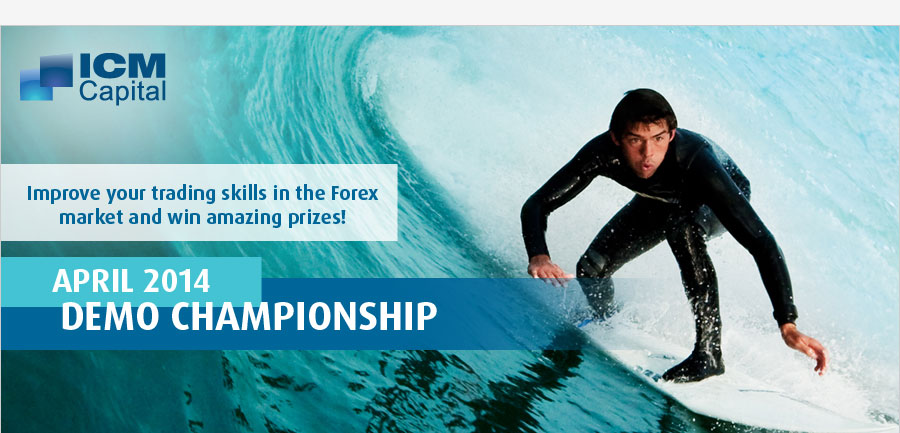 ICM
Capital
Improve your trading skills in the Forex
market and win amazing prizes!
APRIL 2014
DEMO CHAMPIONSHIP